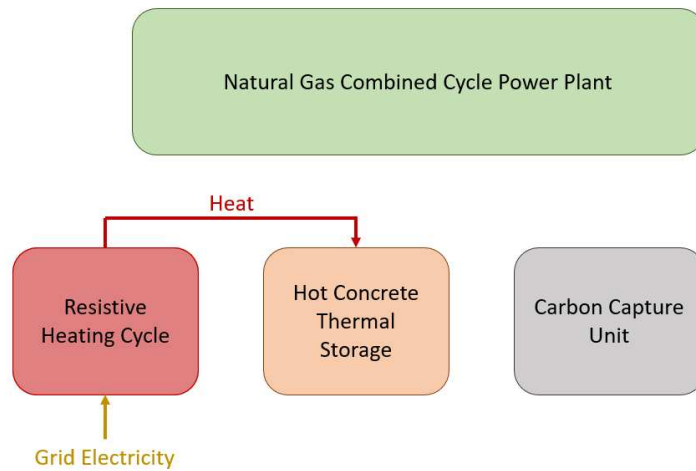 Natural Gas Combined Cycle Power Plant
Heat
Resistive
Heating Cycle
Hot Concrete
Thermal
Storage
Carbon Capture
Unit
Grid Electricity